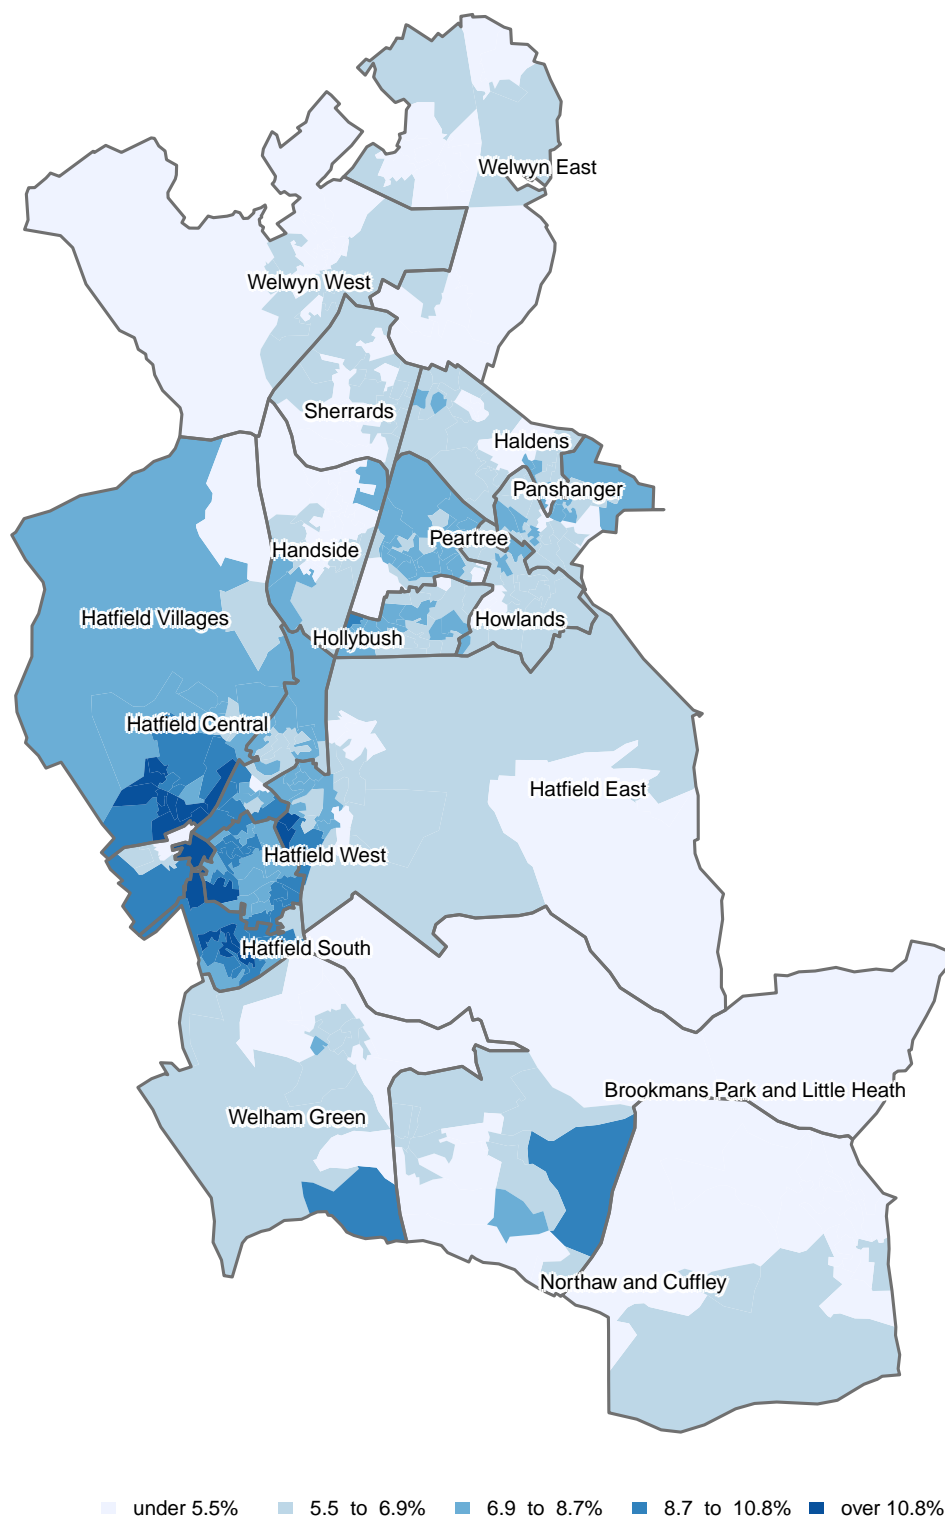 Welwyn East
Welwyn West
Sherrards
Haldens
Panshanger
Peartree
Handside
Hatfield Villages
Howlands
Hollybush
Hatfield Central
Hatfield East
Hatfield West
Hatfield South
Brookmans Park and Little Heath
Welham Green
Northaw and Cuffley
under 5.5% 5.5 to 6.9% 6.9 to 8.7% 8.7 to 10.8% over 10.8%